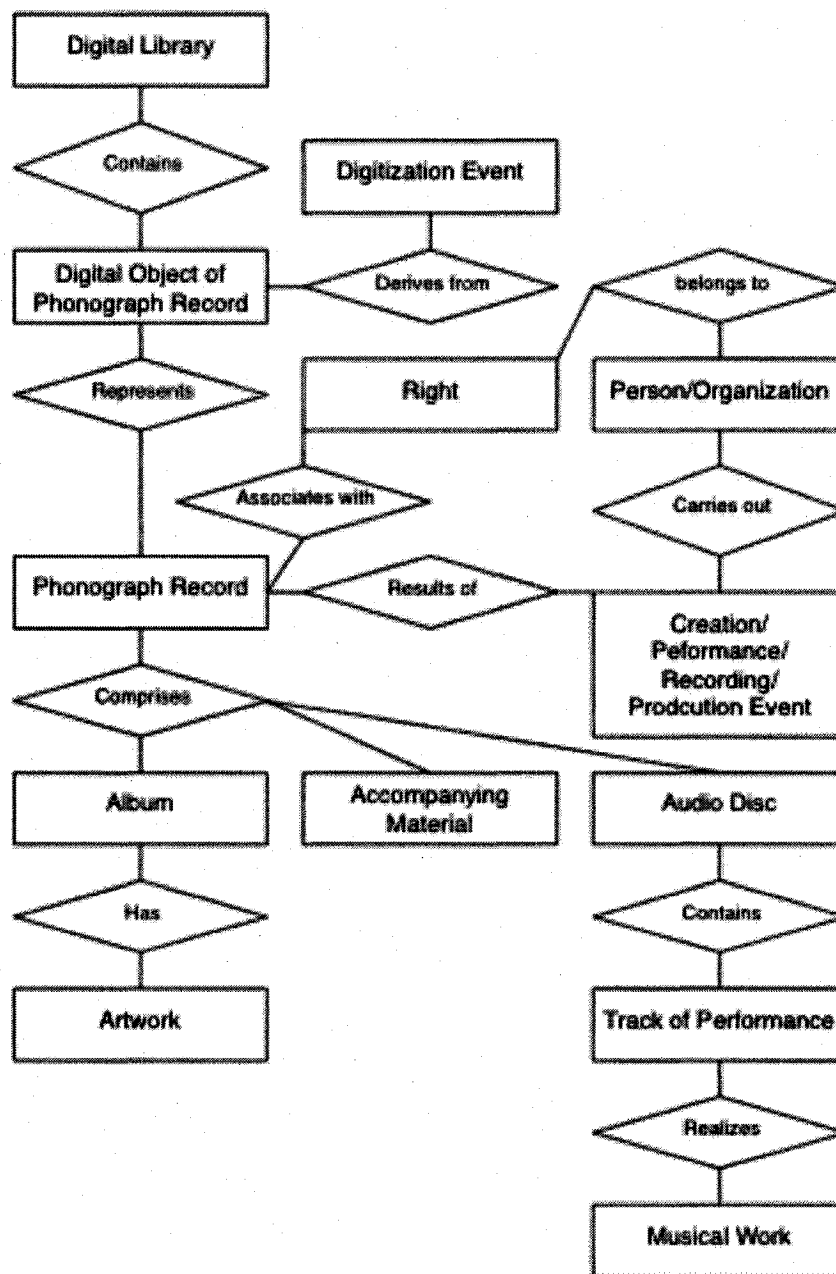 Digital Library
Contains
Digitization Event
Digital Object of
Phonograph Record
Derives from
belongs to
Represents
Right
Person/Organization
Associates with
Carries out
Phonograph Record
Results of
Creation/
Peformance/
Recording/
Prodcution Event
Comprises
Album
Accompanying
Material
Audio Disc
Has
Contains
Artwork
Track of Performance
Realizes
Musical Work